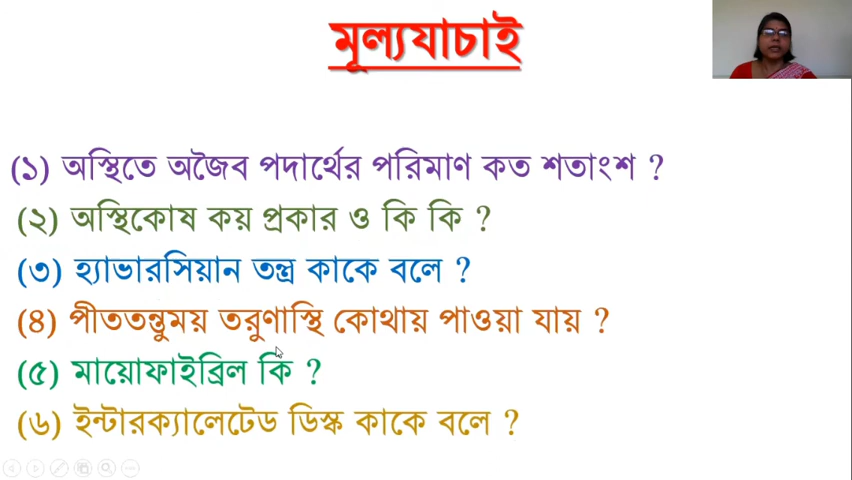 মূল্যযাচাই
(১) অস্থিতে অজৈব পদার্থের পরিমাণ কত শতাংশ ?
(২) অস্থিকোষ কয় প্রকার ও কি কি ?
(৩) হ্যাভারসিয়ান তন্ত্র কাকে বলে ?
(৪) পীততন্তুময় তরুণাস্থি কোথায় পাওয়া যায় ?
(৫) মায়োফাইব্রিল কি ?
(৬) ইন্টারক্যালেটেড ডিস্ক কাকে বলে ?